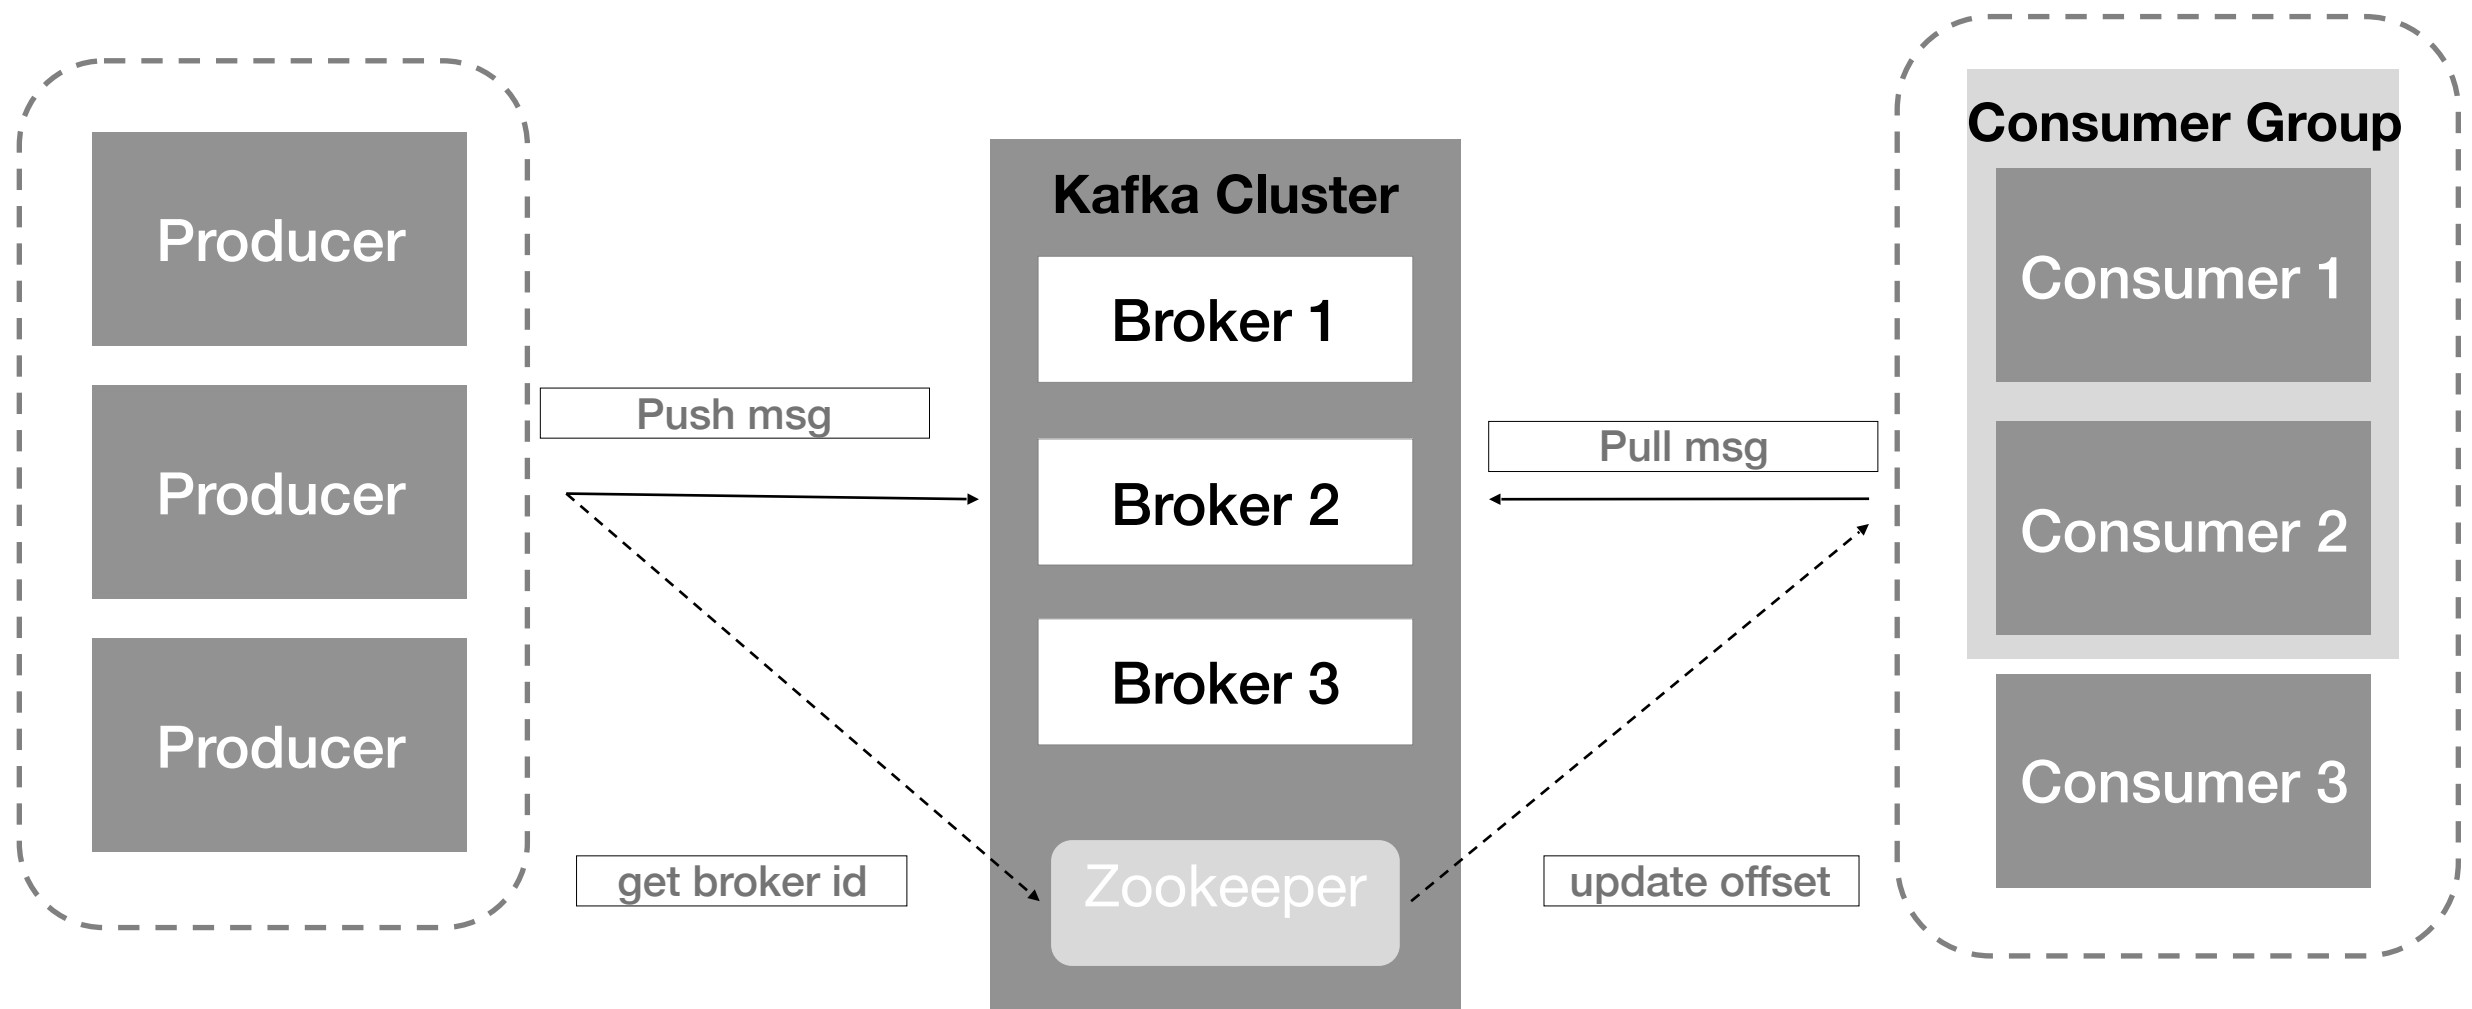 Producer
Producer
Producer
Push msg
get broker id
Kafka Cluster
Broker 1
Broker 2
Broker 3
Zookeeper
Pull msg
update offset
Consumer Group
Consumer 1
Consumer 2
Consumer 3